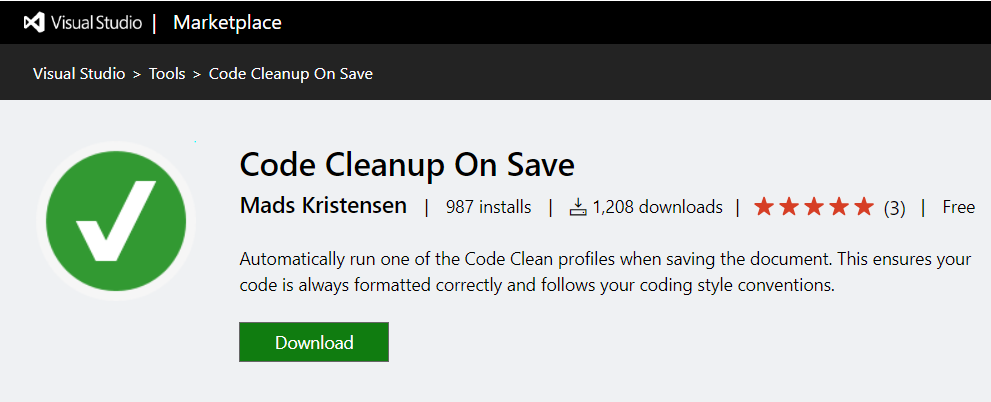 Visual Studio | Marketplace
Visual Studio > Tools > Code Cleanup On Save
Code Cleanup On Save
Mads Kristensen | 987 installs | 1,208 downloads | ★★★★★ (3) | Free
Automatically run one of the Code Clean profiles when saving the document. This ensures your
code is always formatted correctly and follows your coding style conventions.
Download